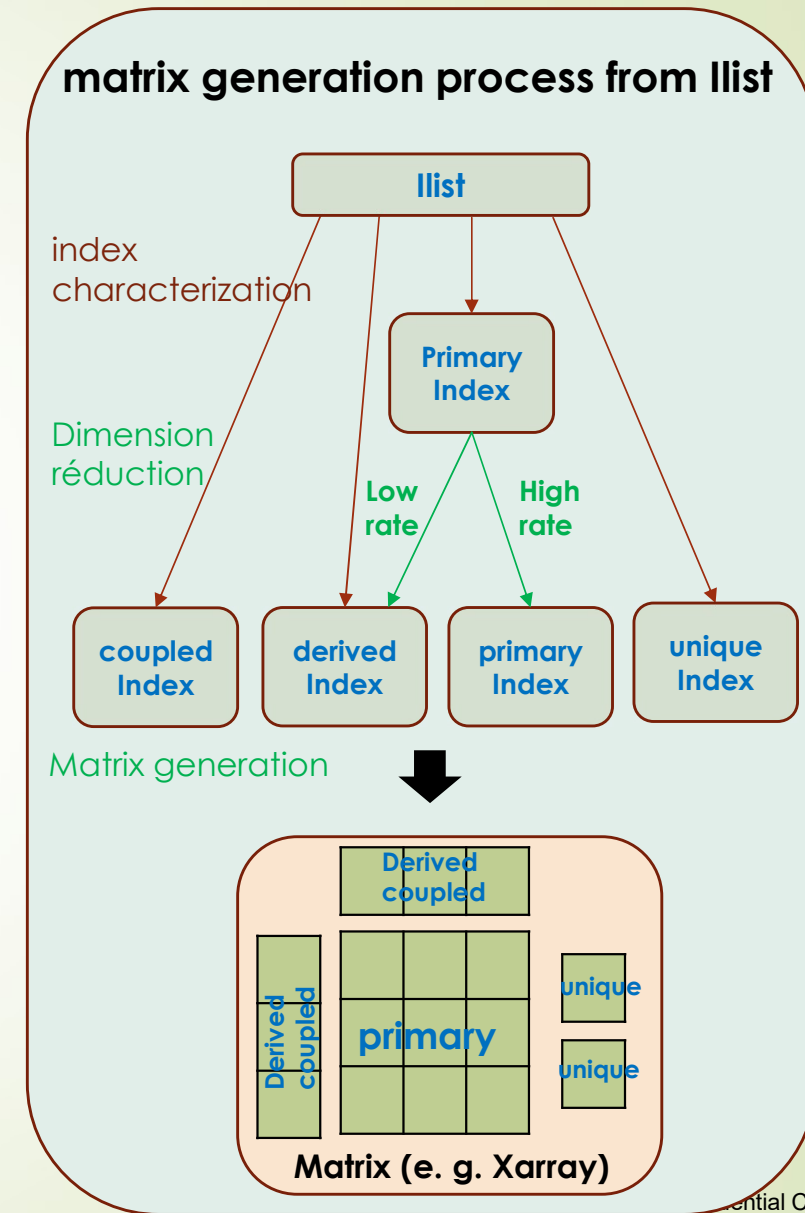 matrix generation process from Ilist
Ilist
index
characterization
Primary
Index
Dimension
réduction
Low
rate
High
rate
coupled
Index
derived
Index
primary
Index
unique
Index
Matrix generation
Derived
coupled
Derived
coupled
primary
unique
unique
Matrix (e. g. Xarray)